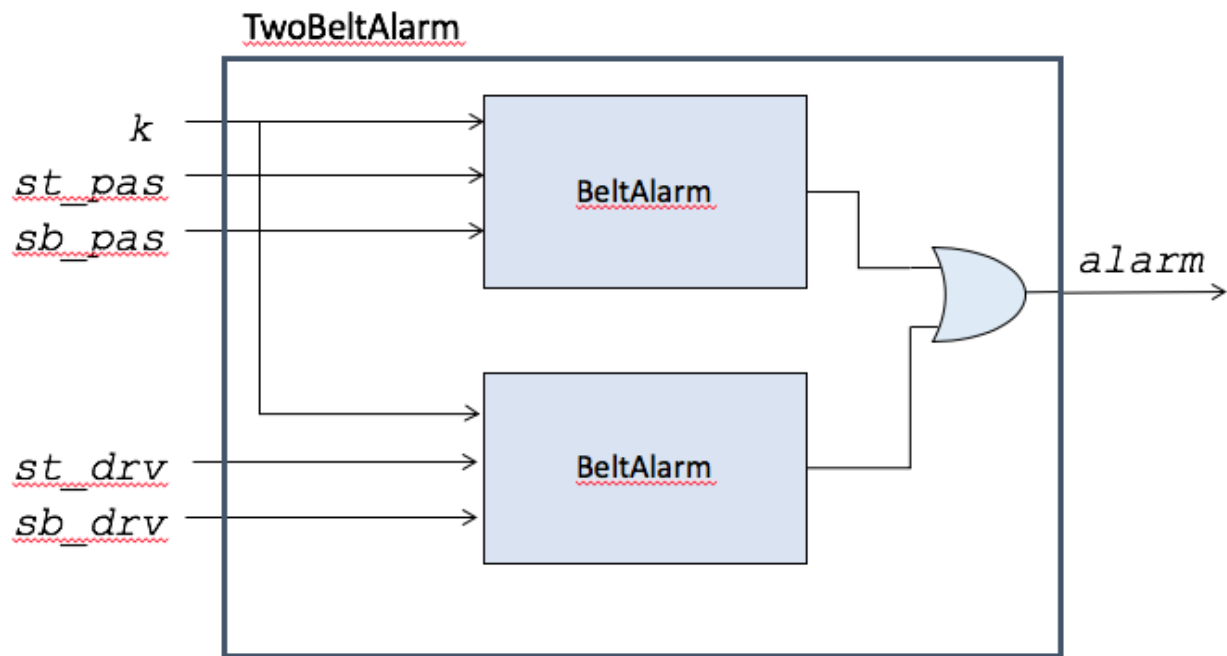 TwoBeltAlarm
k
st_pas
sb_pas
BeltAlarm
alarm
BeltAlarm
st_drv
sb_drv